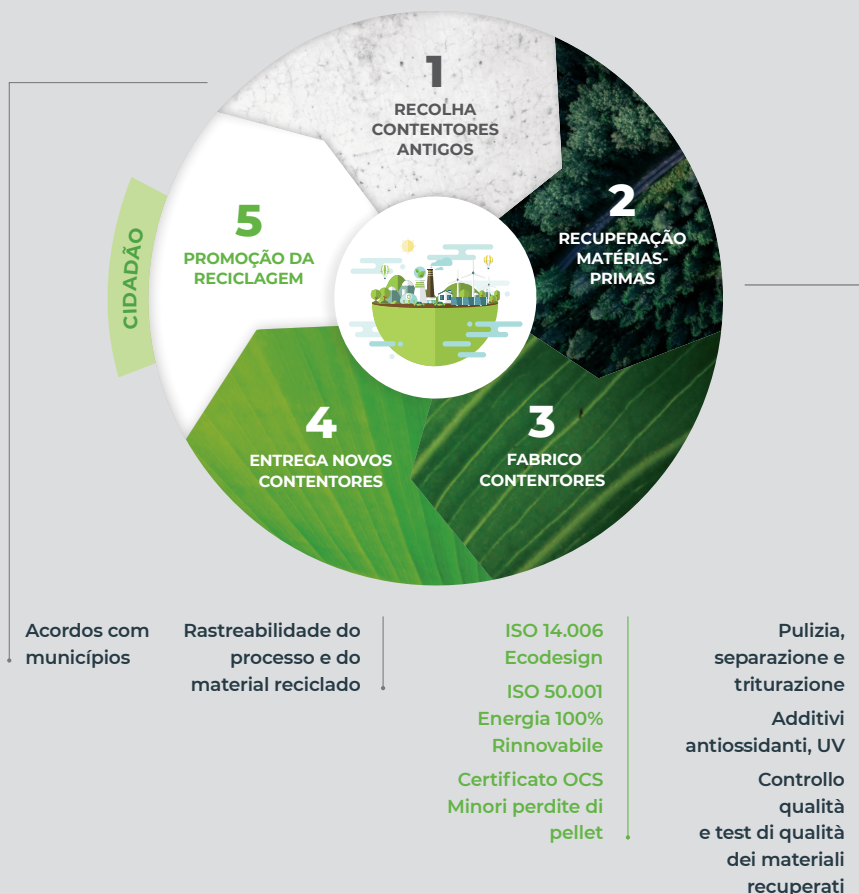 1
RECOLHA
CONTENTORES
ANTIGOS
2
RECUPERAÇÃO
MATÉRIAS-
PRIMAS
3
FABRICO
CONTENTORES
4
ENTREGA NOVOS
CONTENTORES
5
PROMOÇÃO DA
RECICLAGEM
CIDADÃO
Acordos com
municípios
Rastreabilidade do
processo e do
material reciclado
ISO 14.006
Ecodesign
ISO 50.001
Energia 100%
Rinnovabile
Certificato OCS
Minori perdite di
pellet
Pulizia,
separazione e
triturazione
Additivi
antiossidanti, UV
Controllo
qualità
e test di qualità
dei materiali
recuperati